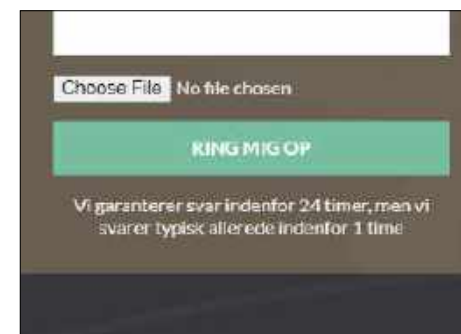 Choose File No file chosen
RING MIG OP
Vi garanterer svar indenfor 24 timer, men vi
svarer typisk allerede indenfor 1 time